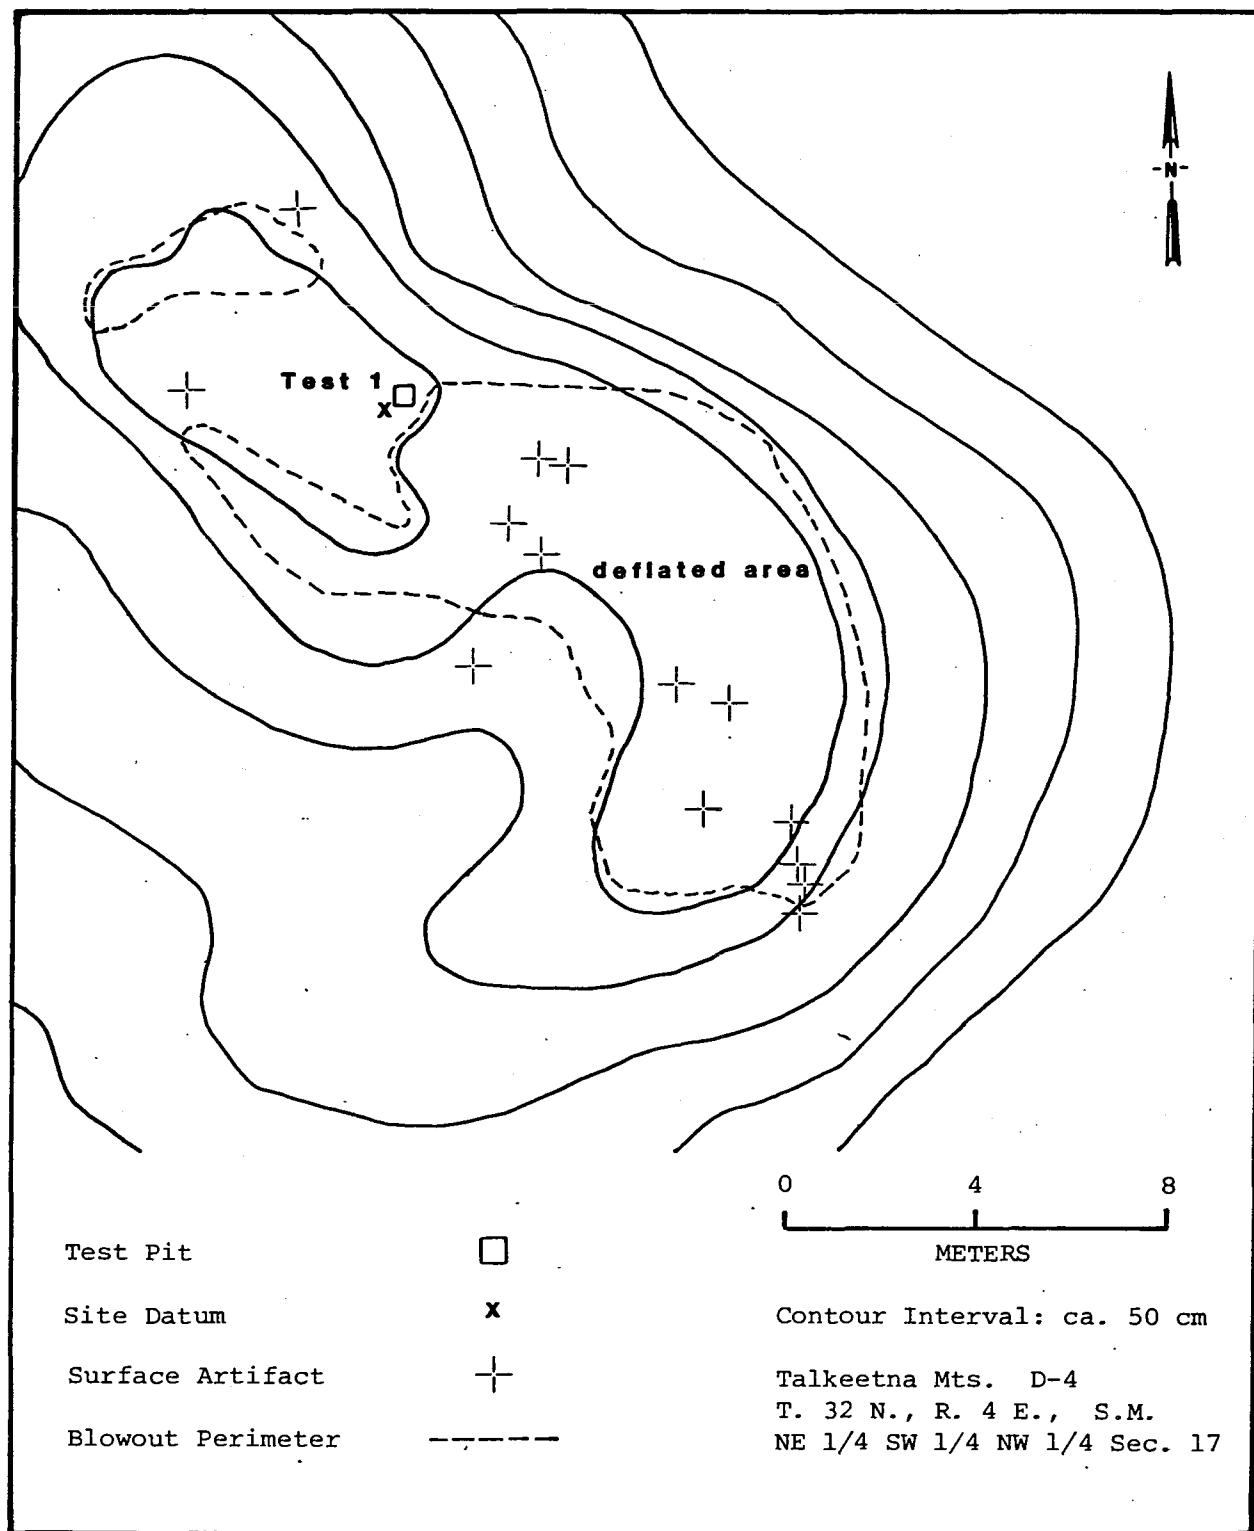 -N-
Test 1
x
deflated area
0 4 8
METERS
Test Pit
Site Datum x
Surface Artifact
Blowout Perimeter
Contour Interval: ca. 50 cm
Talkeetna Mts. D-4
T. 32 N., R. 4 E., S.M.
NE 1/4 SW 1/4 NW 1/4 Sec. 17